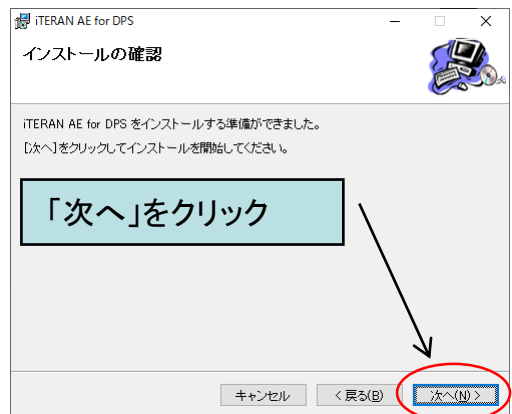 iTERAN AE for DPS
インストールの確認
iTERAN AE for DPS をインストールする準備ができました。
[次へ]をクリックしてインストールを開始してください。
「次へ」をクリック
キャンセル
< 戻る(B)
次へ(N) >